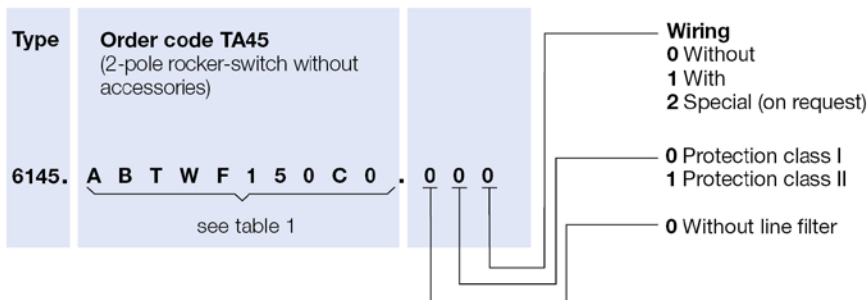 Type
Order code TA45
(2-pole rocker-switch without
accessories)
6145. A B T W F 1 5 0 C 0 . 0 0 0
see table 1
Wiring
0 Without
1 With
2 Special (on request)
0 Protection class I
1 Protection class II
0 Without line filter